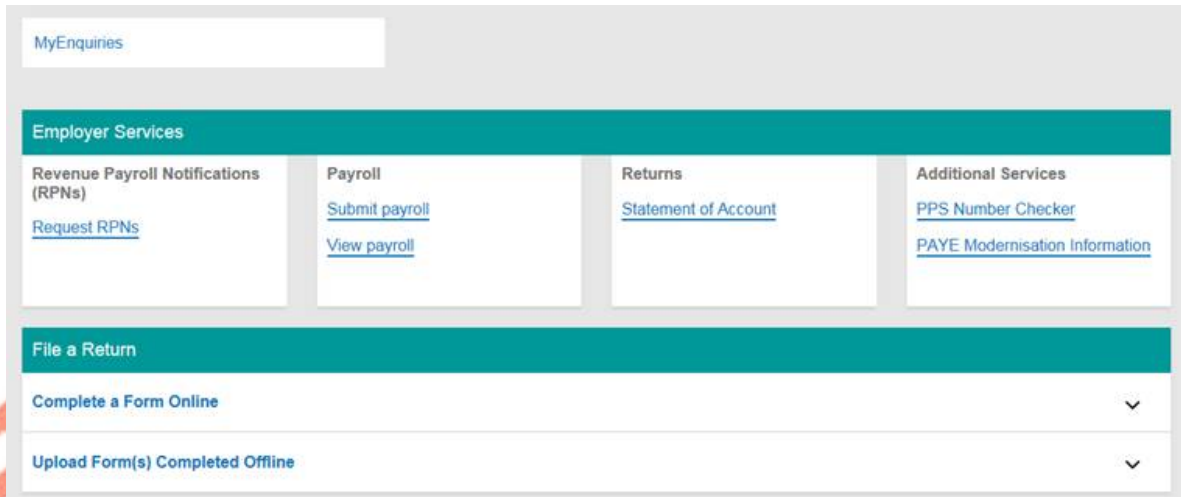 MyEnquiries
Employer Services
Revenue Payroll Notifications
(RPNs)
Request RPNs
Payroll
Submit payroll
View payroll
Returns
Statement of Account
Additional Services
PPS Number Checker
PAYE Modernisation Information
File a Return
Complete a Form Online
Upload Form(s) Completed Offline